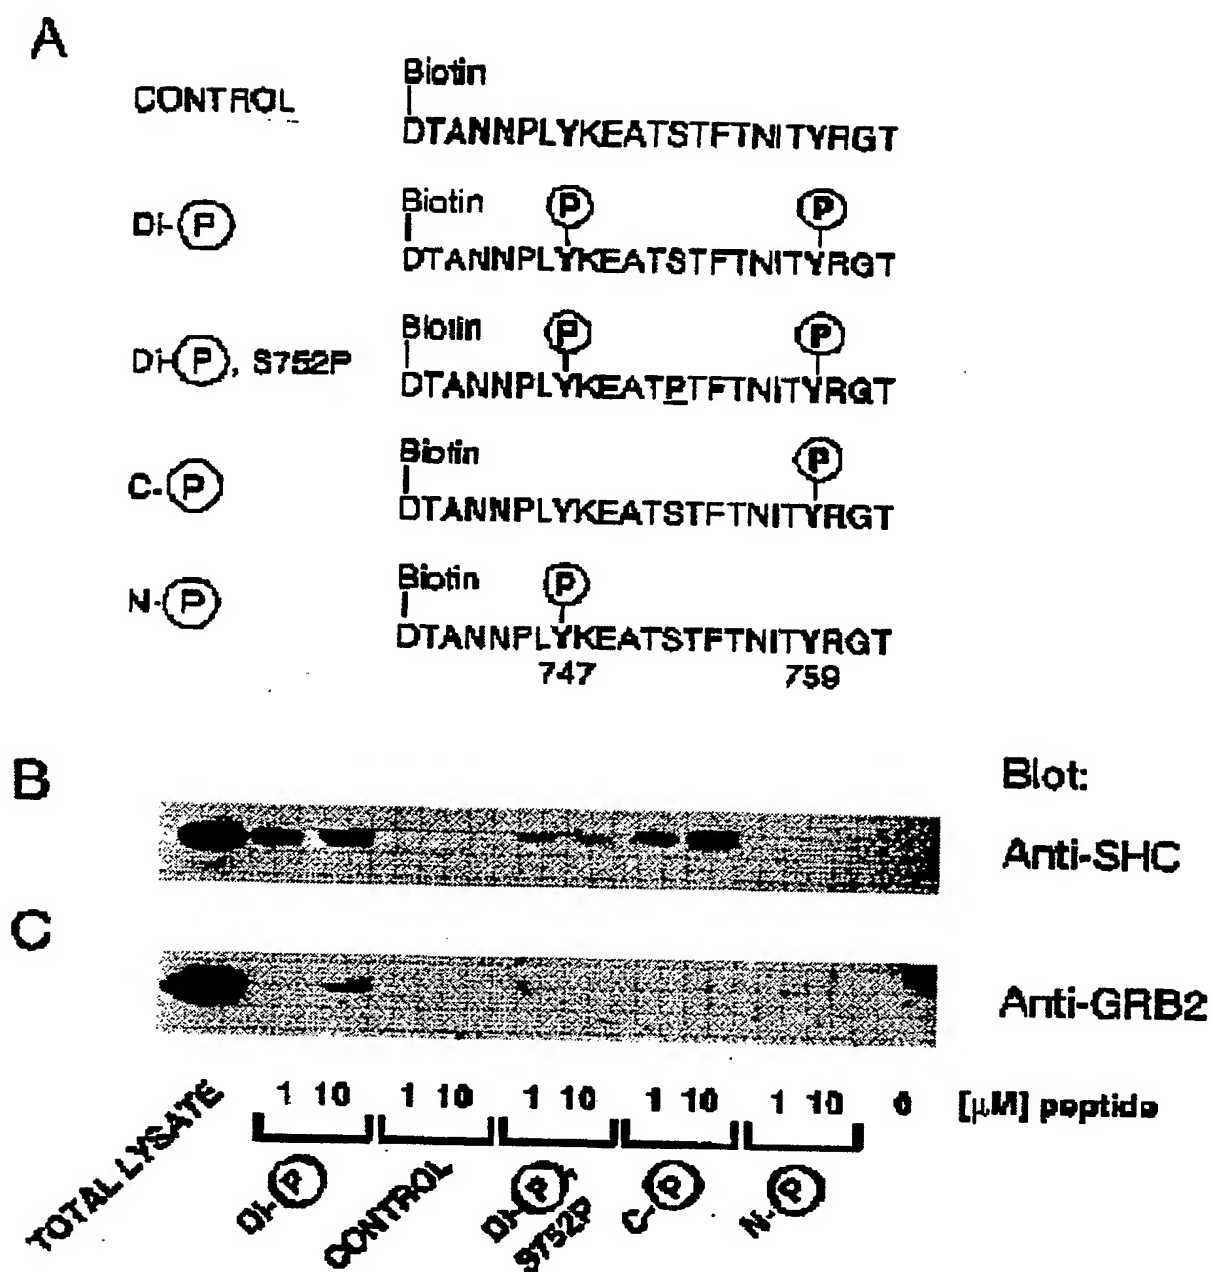 A
CONTROL
Biotin
DTANNPLYKEATSTFTNITYRGT
DI-P
Biotin P P
DTANNPLYKEATSTFTNITYRGT
Di-P, S752P
Biotin P P
DTANNPLYKEATPTFTNITYRGT
C-P
Biotin P
DTANNPLYKEATSTFTNITYRGT
N-P
Biotin P
DTANNPLYKEATSTFTNITYRGT
747 759
B
Blot:
Anti-SHC
C
Anti-GRB2
1 10 1 10 1 10 1 10 1 10 0 [μM] peptide
TOTAL LYSATE
DI-P
CONTROL
DI-P,
S752P
C-P
N-P